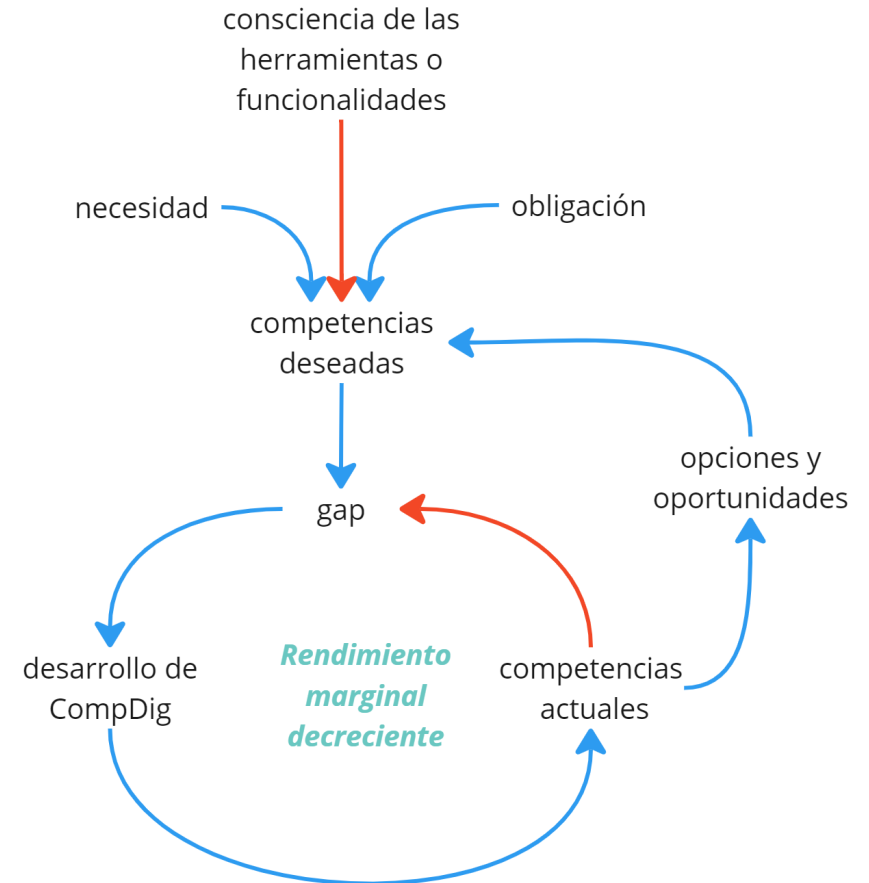 consciencia de las
herramientas o
funcionalidades
necesidad
obligación
competencias
deseadas
opciones y
oportunidades
gap
desarrollo de
CompDig
Rendimiento
marginal
decreciente
competencias
actuales